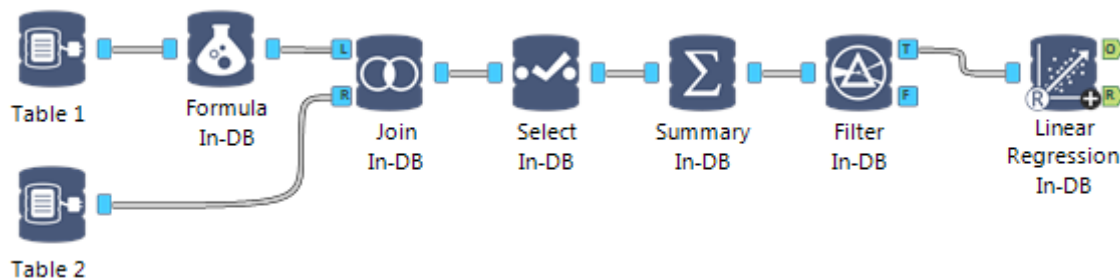 Table 1
Formula
In-DB
L
R
Join
In-DB
Select
In-DB
Σ
Summary
In-DB
T
F
Filter
In-DB
R
O
R
Linear
Regression
In-DB
Table 2